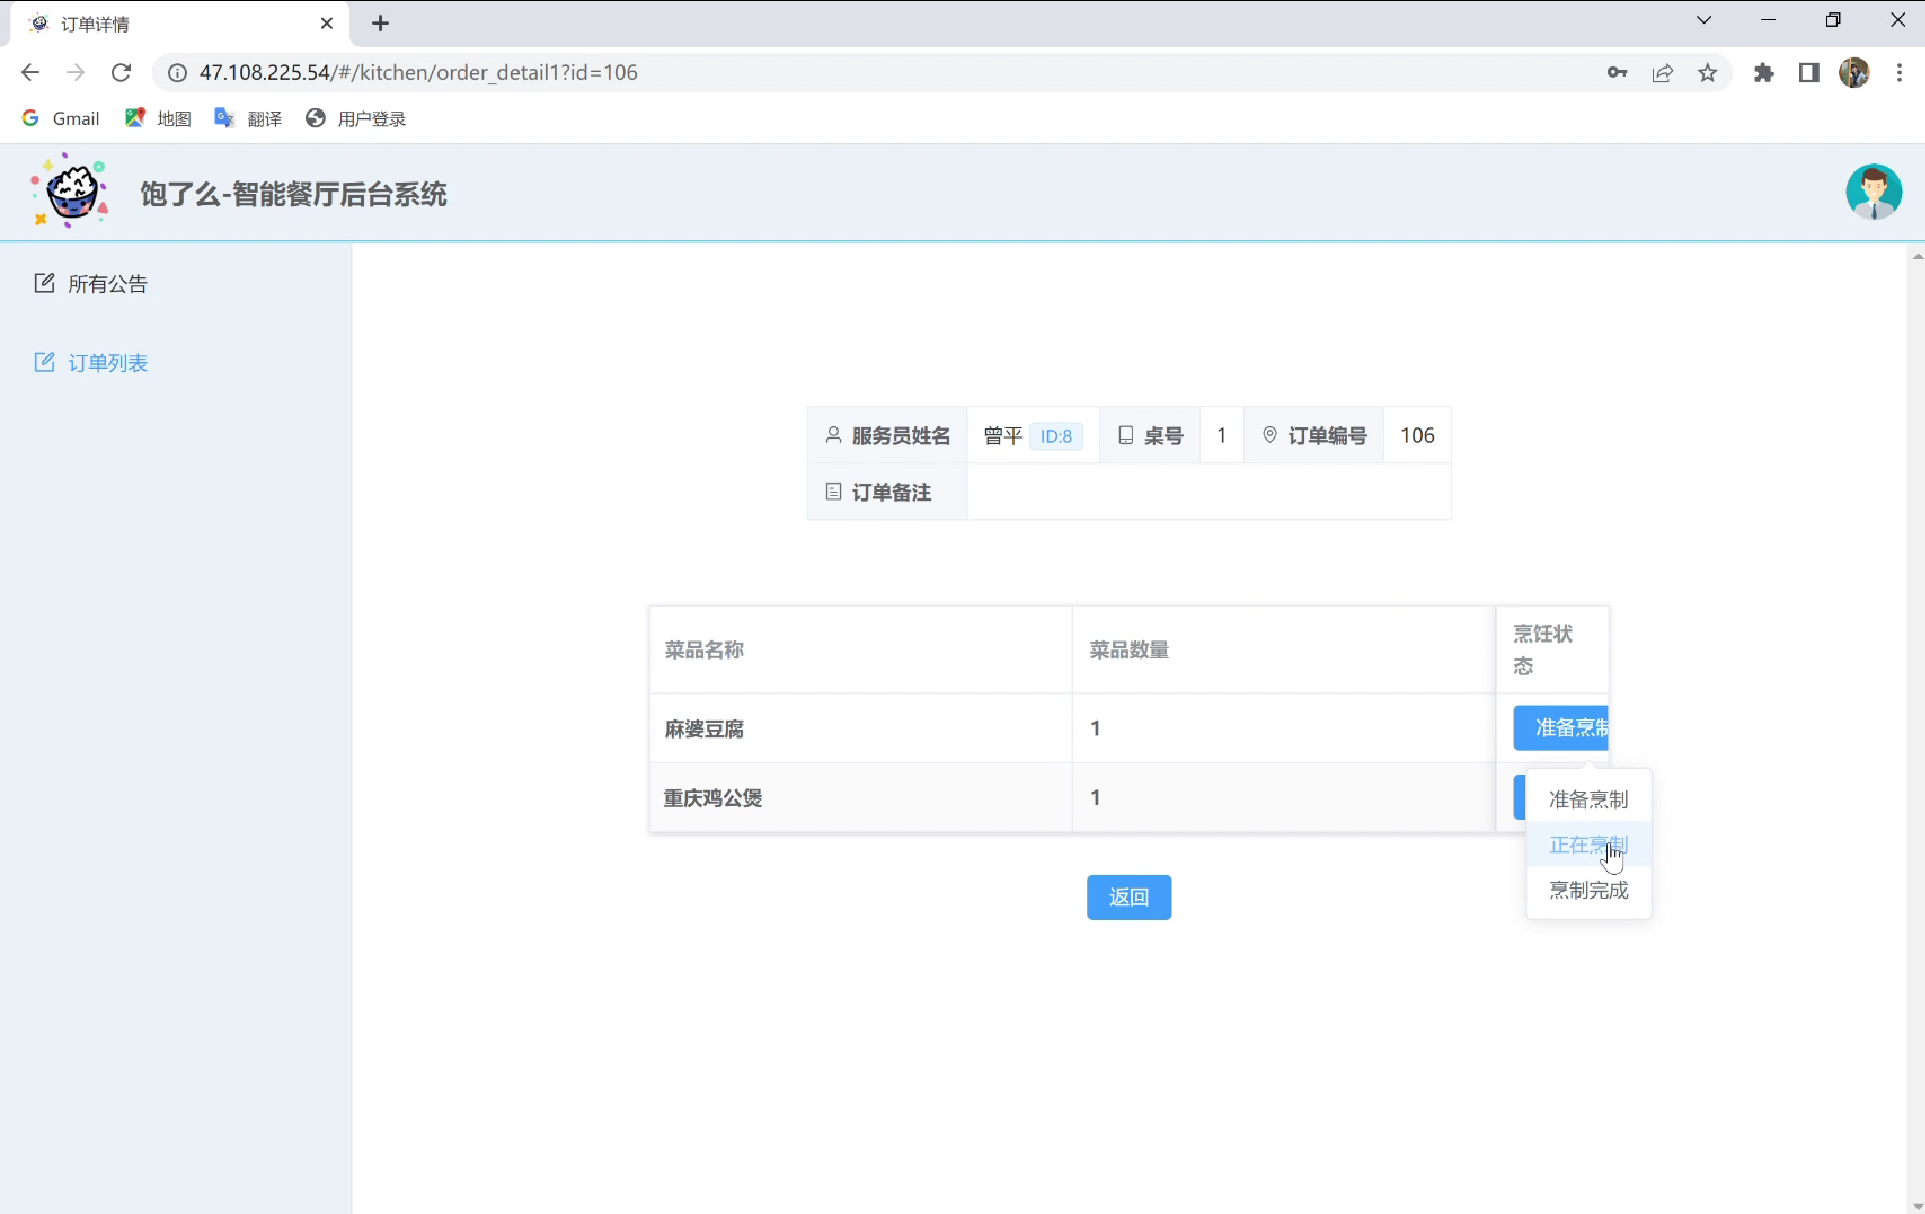 订单详情
47.108.225.54/#/kitchen/order_detail1?id=106
Gmail 地图 翻译 用户登录
饱了么-智能餐厅后台系统
所有公告
订单列表
服务员姓名 曾平 ID:8 桌号 1 订单编号 106
订单备注
菜品名称 菜品数量 烹饪状
态
麻婆豆腐 1 准备烹制
重庆鸡公煲 1
准备烹制
正在烹制
烹制完成
返回